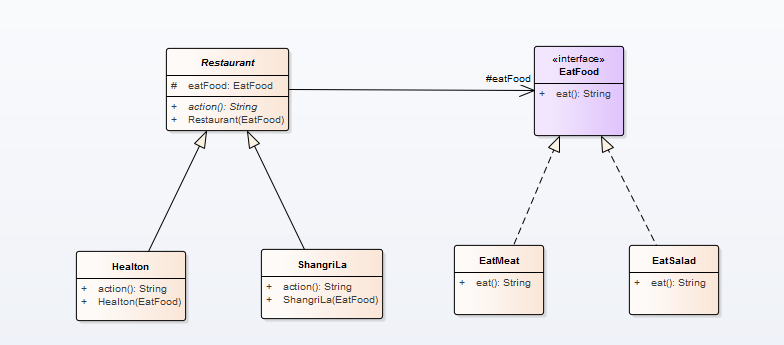 Restaurant
# eatFood: EatFood
+ action(): String
+ Restaurant(EatFood)
#eatFood
«interface»
EatFood
+ eat(): String
Healton
+ action(): String
+ Healton(EatFood)
ShangriLa
+ action(): String
+ ShangriLa(EatFood)
EatMeat
+ eat(): String
EatSalad
+ eat(): String